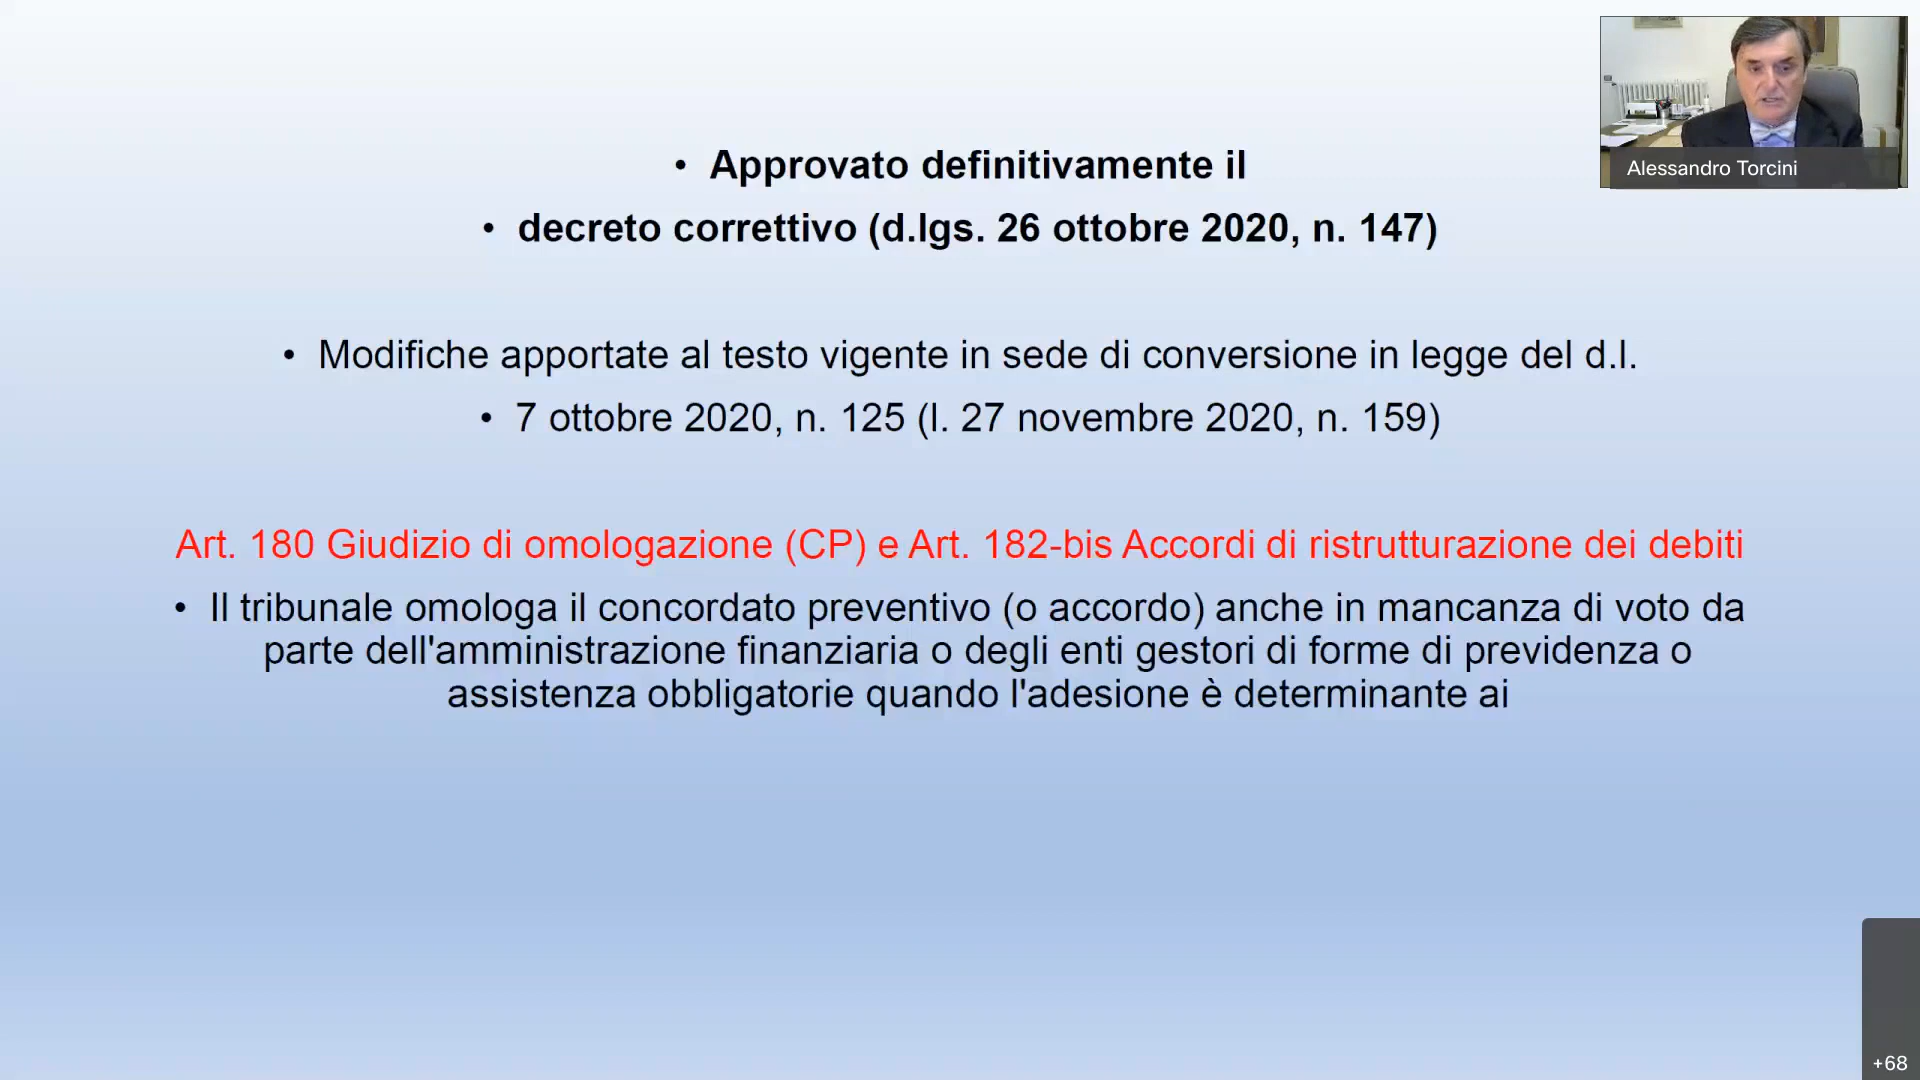 Alessandro Torcini
• Approvato definitivamente il
• decreto correttivo (d.lgs. 26 ottobre 2020, n. 147)
• Modifiche apportate al testo vigente in sede di conversione in legge del d.l.
• 7 ottobre 2020, n. 125 (l. 27 novembre 2020, n. 159)
Art. 180 Giudizio di omologazione (CP) e Art. 182-bis Accordi di ristrutturazione dei debiti
• Il tribunale omologa il concordato preventivo (o accordo) anche in mancanza di voto da
parte dell'amministrazione finanziaria o degli enti gestori di forme di previdenza o
assistenza obbligatorie quando l'adesione è determinante ai
+68